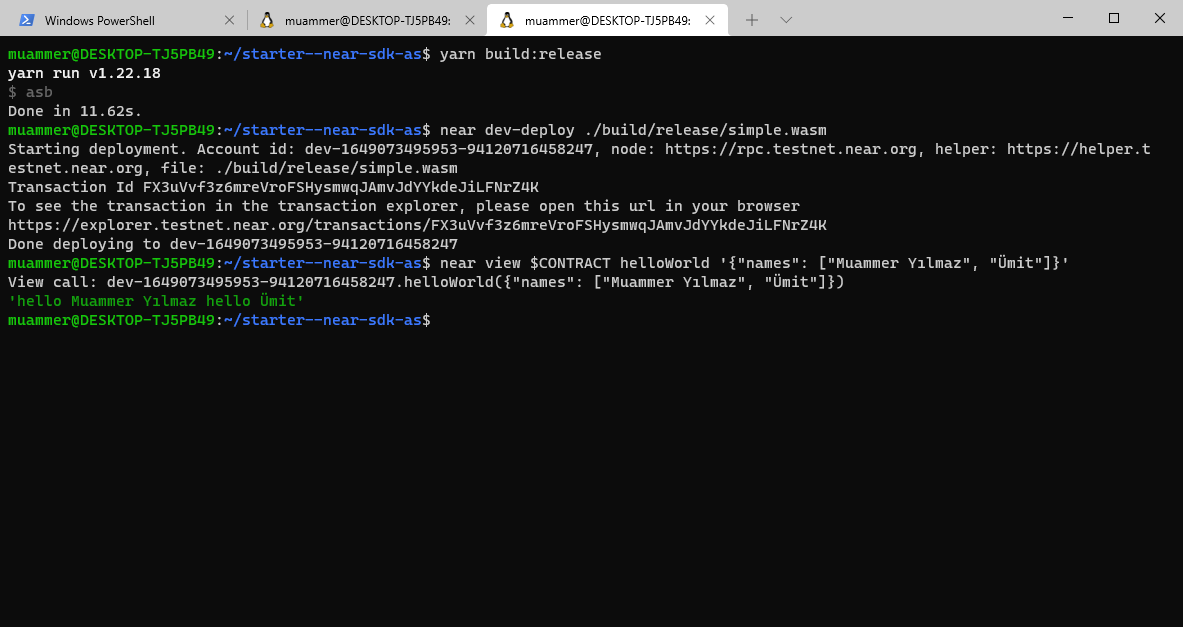 Windows PowerShell
muammer@DESKTOP-TJ5PB49:
muammer@DESKTOP-TJ5PB49:
muammer@DESKTOP-TJ5PB49:~/starter--near-sdk-as$ yarn build:release
yarn run v1.22.18
$ asb
Done in 11.62s.
muammer@DESKTOP-TJ5PB49:~/starter--near-sdk-as$ near dev-deploy ./build/release/simple.wasm
Starting deployment. Account id: dev-1649073495953-94120716458247, node: https://rpc.testnet.near.org, helper: https://helper.t
estnet.near.org, file: ./build/release/simple.wasm
Transaction Id FX3uVvf3z6mreVroFSHysmwqJAmvJdYYkdeJiLFNrZ4K
To see the transaction in the transaction explorer, please open this url in your browser
https://explorer.testnet.near.org/transactions/FX3uVvf3z6mreVroFSHysmwqJAmvJdYYkdeJiLFNrZ4K
Done deploying to dev-1649073495953-94120716458247
muammer@DESKTOP-TJ5PB49:~/starter--near-sdk-as$ near view $CONTRACT helloWorld '{"names": ["Muammer Yılmaz", "Ümit"]}'
View call: dev-1649073495953-94120716458247.helloWorld({"names": ["Muammer Yılmaz", "Ümit"]})
'hello Muammer Yılmaz hello Ümit'
muammer@DESKTOP-TJ5PB49:~/starter--near-sdk-as$